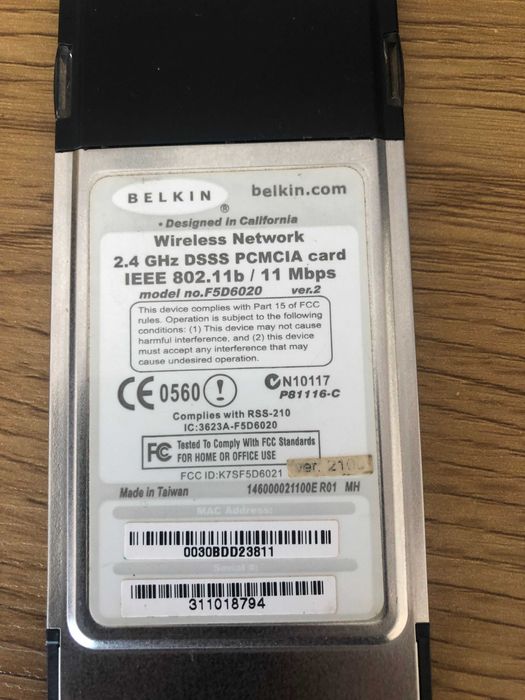 BELKIN ® belkin.com
• Designed in California
Wireless Network
2.4 GHz DSSS PCMCIA card
IEEE 802.11b / 11 Mbps
model no.F5D6020 ver.2
This device complies with Part 15 of FCC
rules. Operation is subject to the following
conditions: (1) This device may not cause
harmful interference, and (2) this device
must accept any interference that may
cause undesired operation.
CE 0560 ! N10117
P81116-C
Complies with RSS-210
IC:3623A-F5D6020
FC Tested To Comply With FCC Standards
FOR HOME OR OFFICE USE
FCC ID:K7SF5D6021 ver.
Made in Taiwan 146000021100E R01 MH
MAC Address:
0030BDD23811
Serial #:
311018794